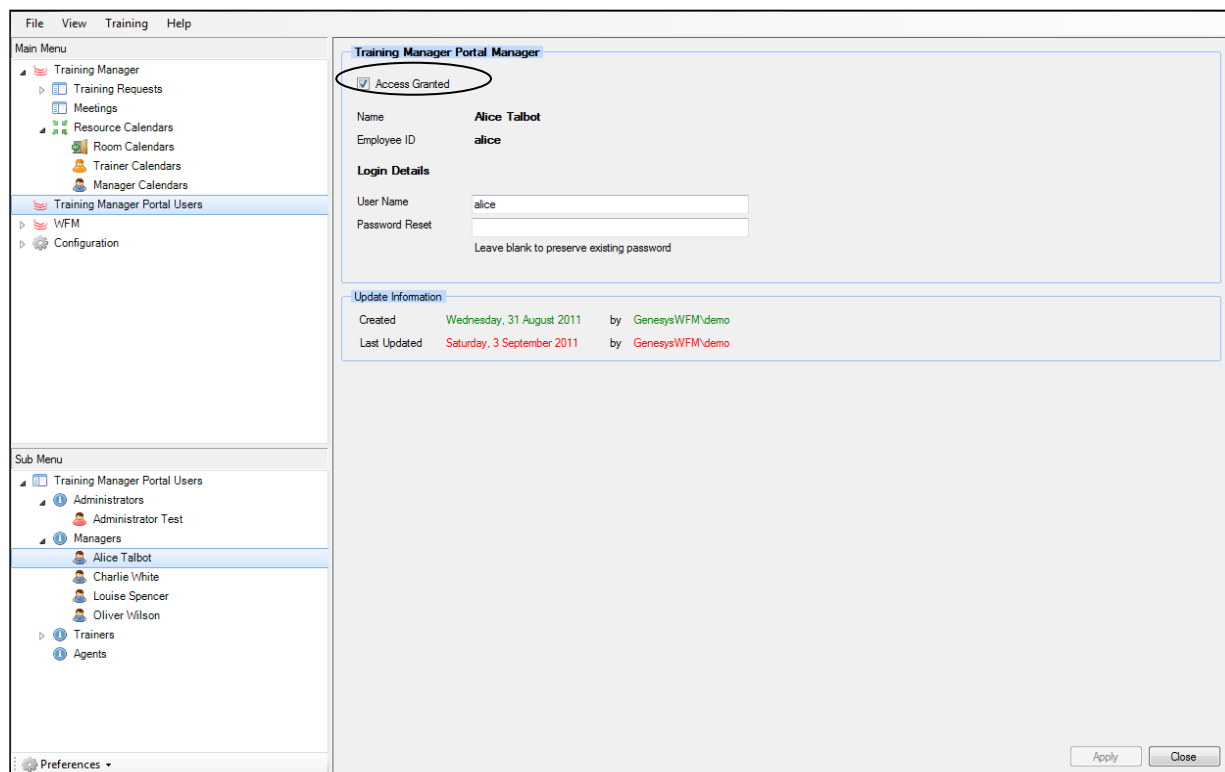 File View Training Help
Main Menu
Training Manager
Training Requests
Meetings
Resource Calendars
Room Calendars
Trainer Calendars
Manager Calendars
Training Manager Portal Users
WFM
Configuration
Sub Menu
Training Manager Portal Users
Administrators
Administrator Test
Managers
Alice Talbot
Charlie White
Louise Spencer
Oliver Wilson
Trainers
Agents
Preferences
Training Manager Portal Manager
Access Granted
Name Alice Talbot
Employee ID alice
Login Details
User Name alice
Password Reset
Leave blank to preserve existing password
Update Information
Created Wednesday, 31 August 2011 by GenesysWFM\demo
Last Updated Saturday, 3 September 2011 by GenesysWFM\demo
Apply Close